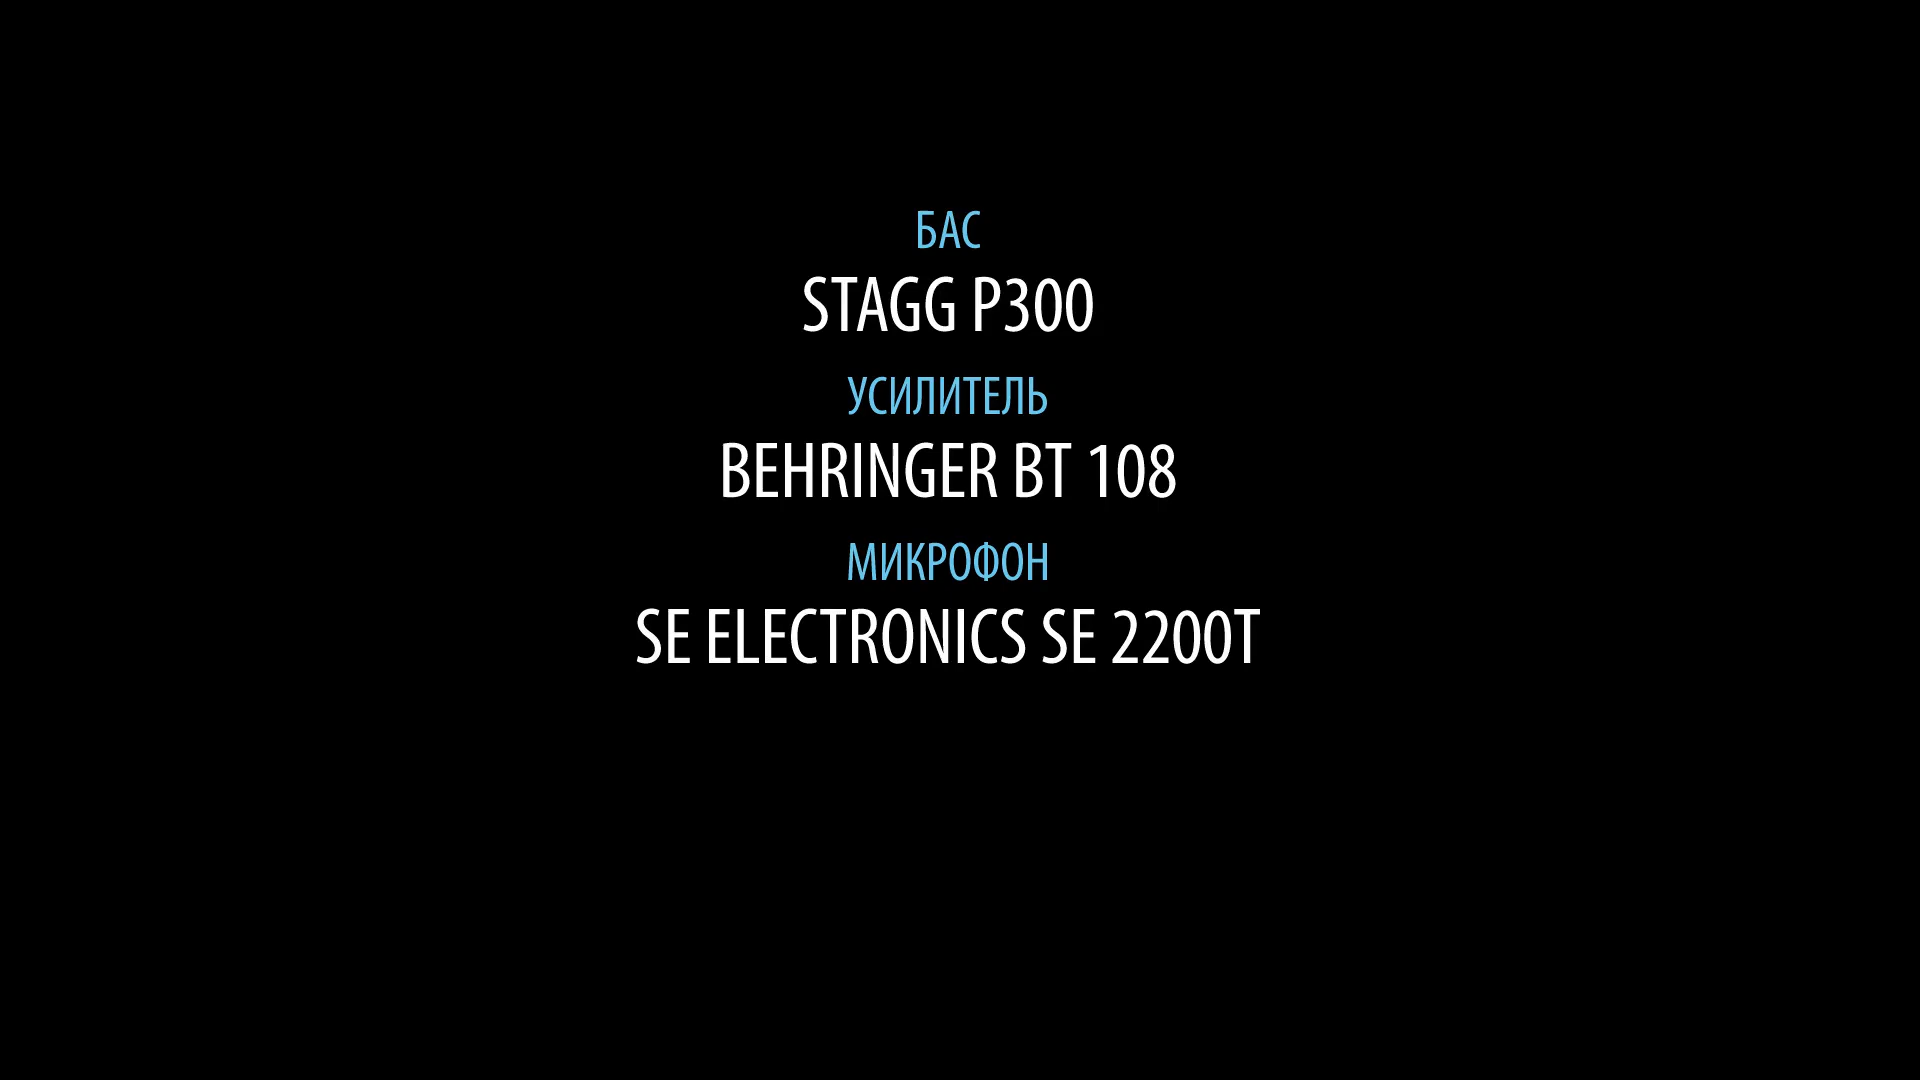 БАС
STAGG P300
УСИЛИТЕЛЬ
BEHRINGER BT 108
МИКРОФОН
SE ELECTRONICS SE 2200T